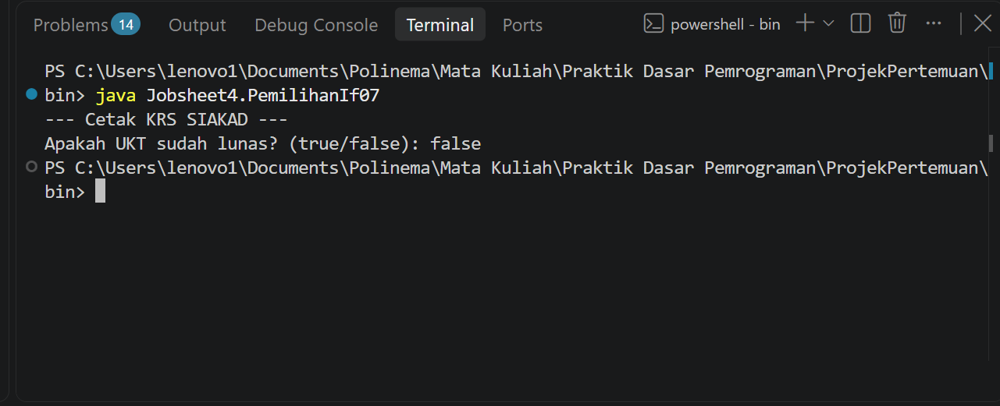 Problems 14 Output Debug Console Terminal Ports powershell - bin
PS C:\Users\lenovo1\Documents\Polinema\Mata Kuliah\Praktik Dasar Pemrograman\ProjekPertemuan\
bin> java Jobsheet4.PemilihanIf07
--- Cetak KRS SIAKAD ---
Apakah UKT sudah lunas? (true/false): false
PS C:\Users\lenovo1\Documents\Polinema\Mata Kuliah\Praktik Dasar Pemrograman\ProjekPertemuan\
bin>